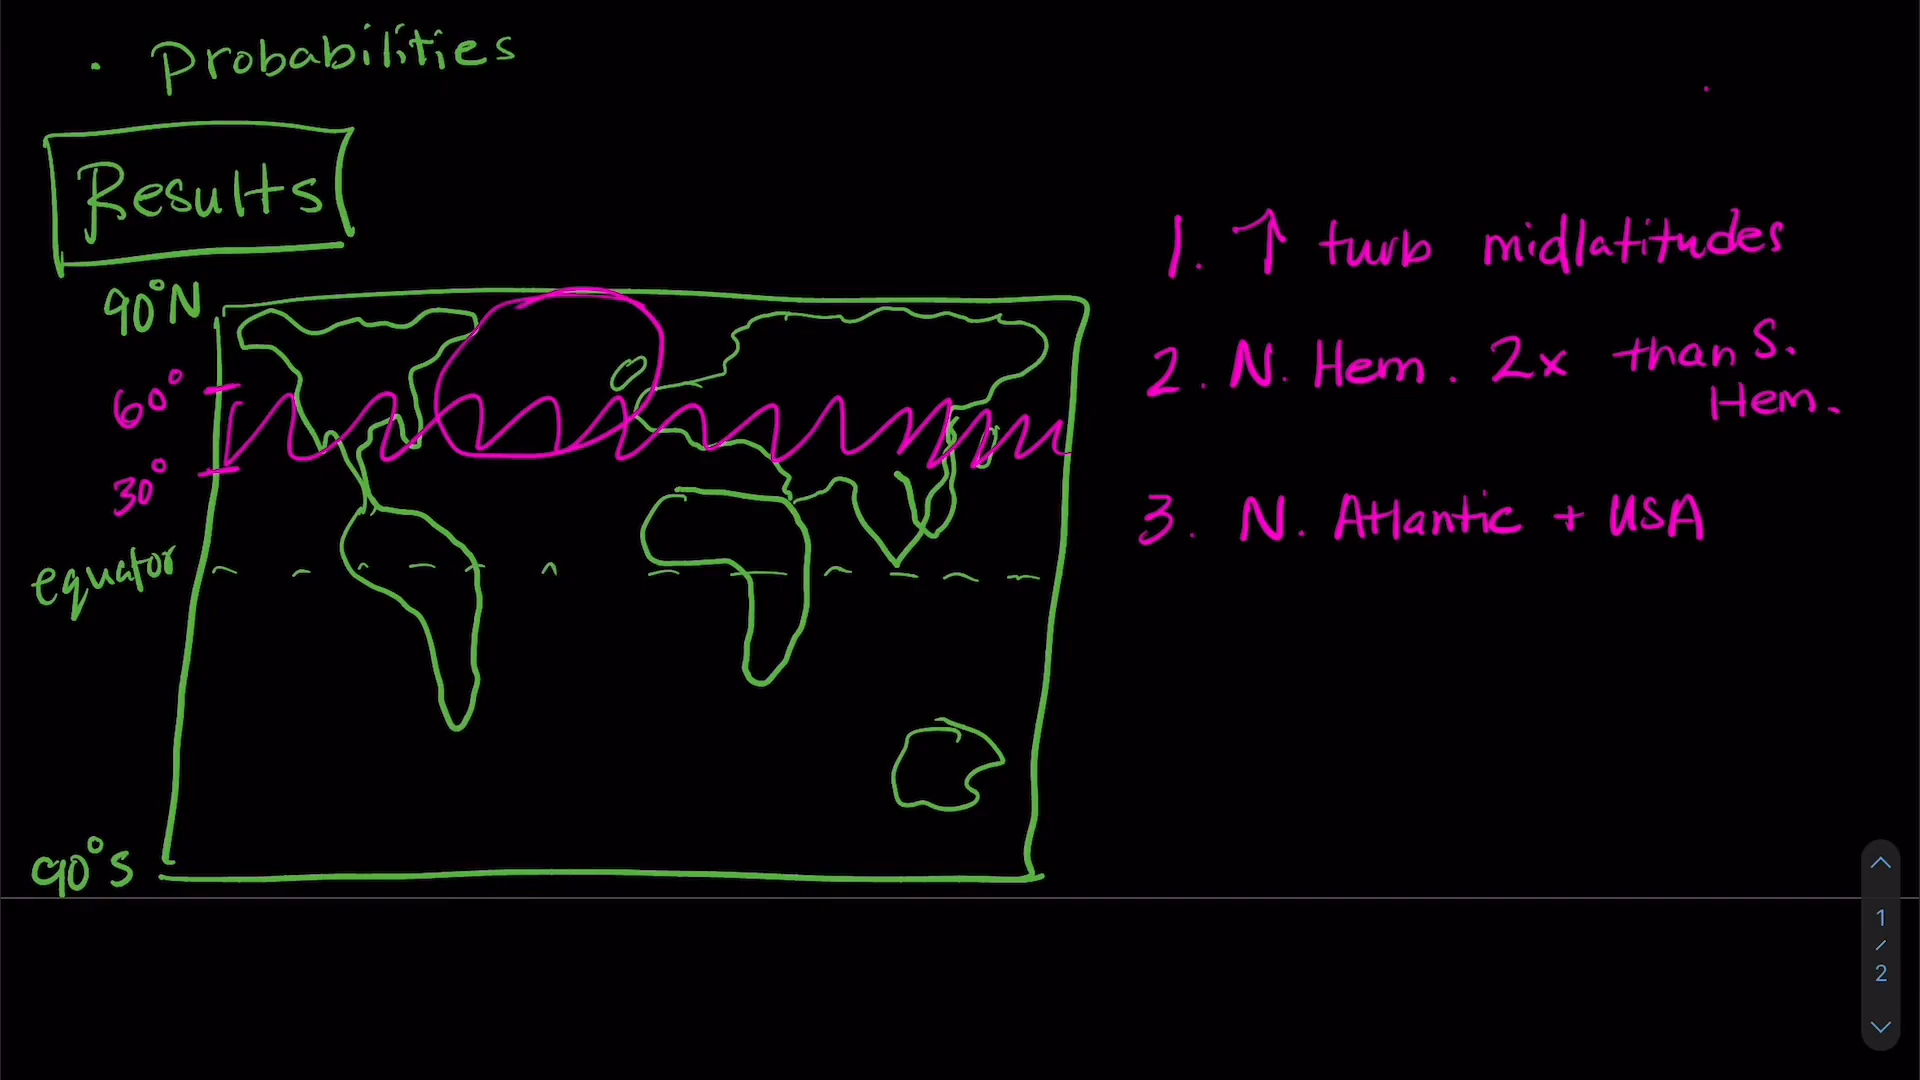 · Probabilities
Results
90°N
60°
30°
equator
90°S
1. ↑ turb midlatitudes
2. N. Hem. 2x than S.
Hem.
3. N. Atlantic + USA
1
/
2